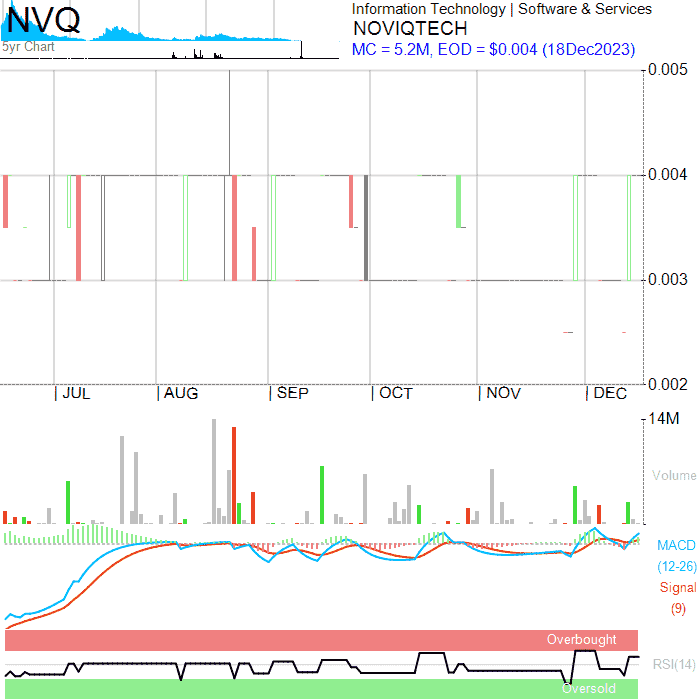 NVQ
5yr Chart
Information Technology | Software & Services
NOVIQTECH
MC = 5.2M, EOD = $0.004 (18Dec2023)
0.005
0.004
0.003
0.002
| JUL | AUG | SEP | OCT | NOV | DEC
14M
Volume
MACD
(12-26)
Signal
(9)
Overbought
RSI(14)
Oversold